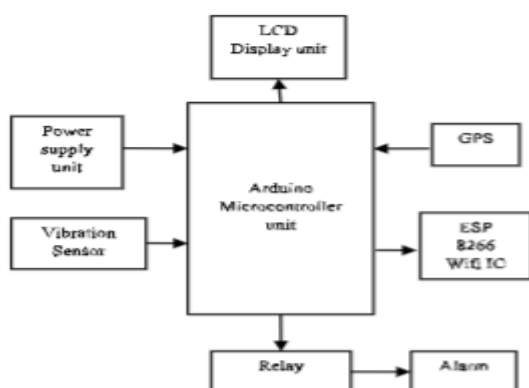 LCD
Display unit
Power
supply
unit
Arduino
Microcontroller
unit
GPS
Vibration
Sensor
ESP
8266
Wifi IC
Relay
Alarm